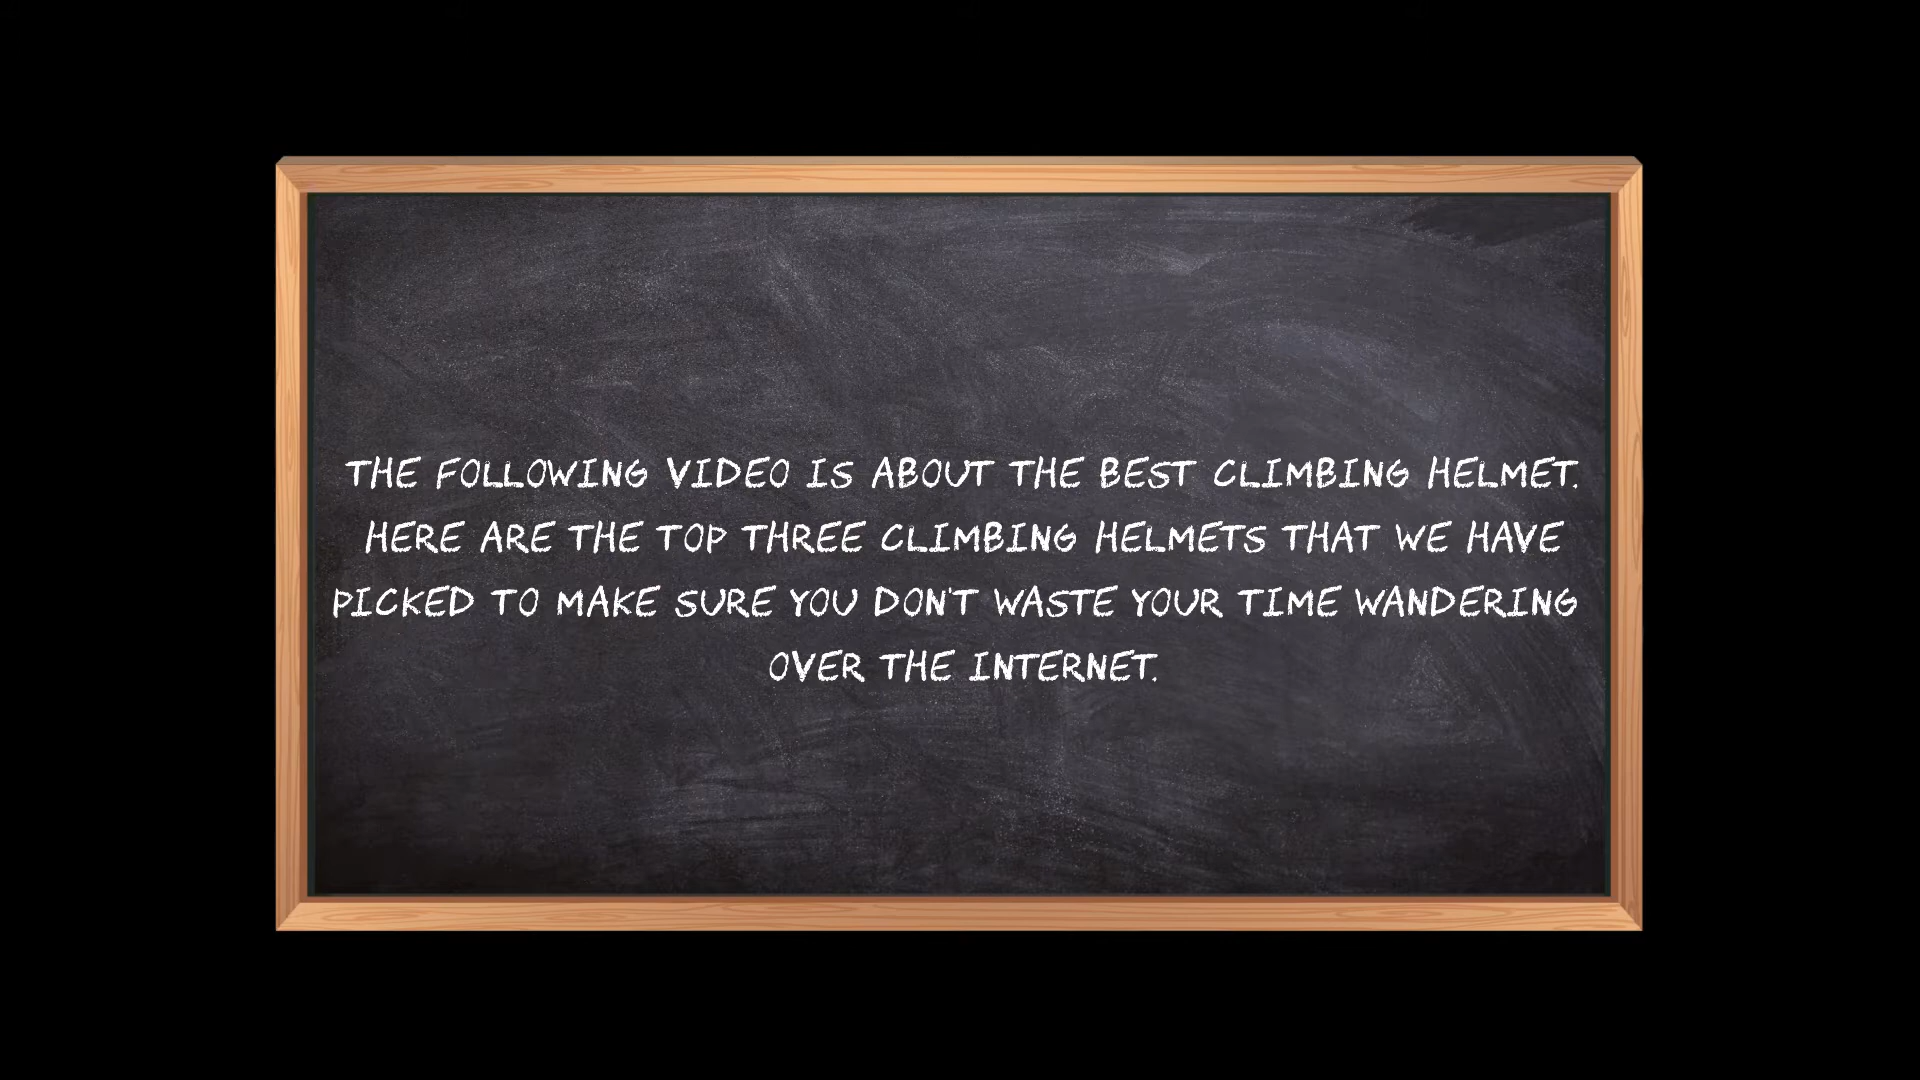 THE FOLLOWING VIDEO IS ABOUT THE BEST CLIMBING HELMET.
HERE ARE THE TOP THREE CLIMBING HELMETS THAT WE HAVE
PICKED TO MAKE SURE YOU DON'T WASTE YOUR TIME WANDERING
OVER THE INTERNET.